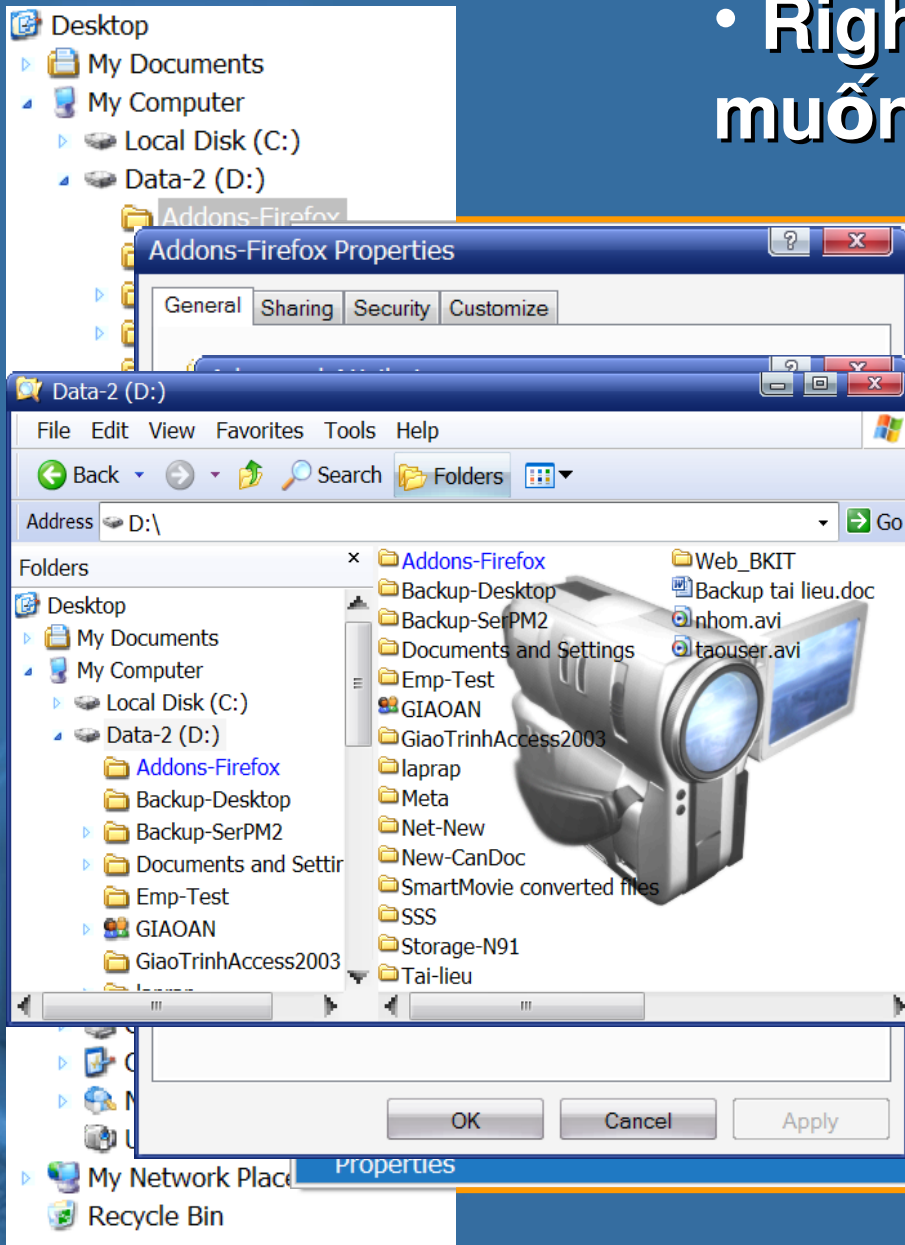 • Righ
muốn
Desktop
My Documents
My Computer
Local Disk (C:)
Data-2 (D:)
Addons-Firefox
Addons-Firefox Properties
General Sharing Security Customize
Data-2 (D:)
File Edit View Favorites Tools Help
Back Search Folders
Address D:\ Go
Folders
Desktop
My Documents
My Computer
Local Disk (C:)
Data-2 (D:)
Addons-Firefox
Backup-Desktop
Backup-SerPM2
Documents and Settin
Emp-Test
GIAOAN
GiaoTrinhAccess2003
Addons-Firefox
Backup-Desktop
Backup-SerPM2
Documents and Settings
Emp-Test
GIAOAN
GiaoTrinhAccess2003
laprap
Meta
Net-New
New-CanDoc
SmartMovie converted files
SSS
Storage-N91
Tai-lieu
Web_BKIT
Backup tai lieu.doc
nhom.avi
taouser.avi
OK Cancel Apply
Properties
My Network Place
Recycle Bin